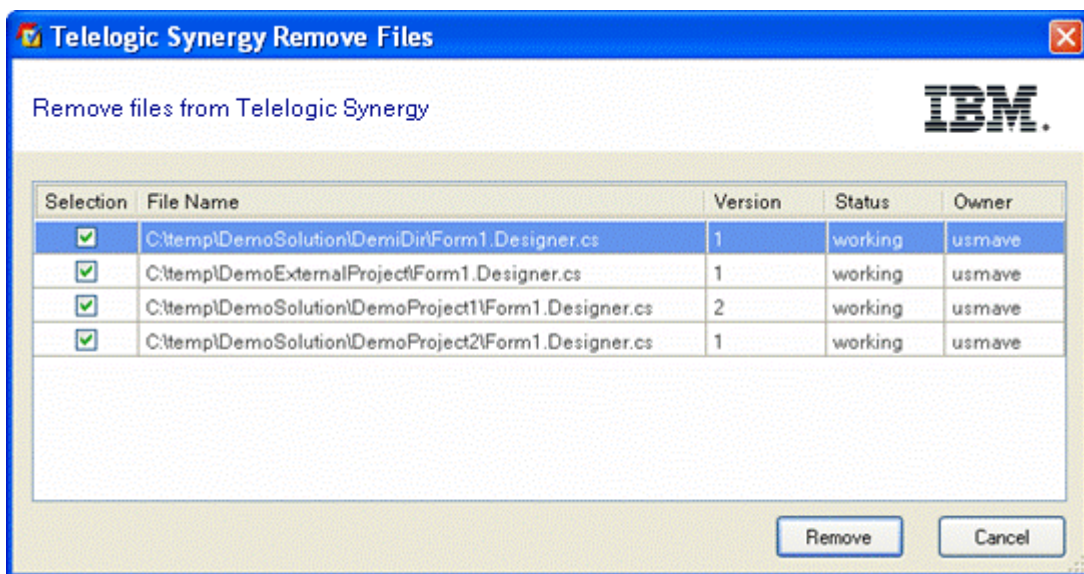 Telelogic Synergy Remove Files
Remove files from Telelogic Synergy
IBM.
Selection File Name Version Status Owner
C:\temp\DemoSolution\DemiDir\Form1.Designer.cs 1 working usmave
C:\temp\DemoExternalProject\Form1.Designer.cs 1 working usmave
C:\temp\DemoSolution\DemoProject1\Form1.Designer.cs 2 working usmave
C:\temp\DemoSolution\DemoProject2\Form1.Designer.cs 1 working usmave
Remove Cancel